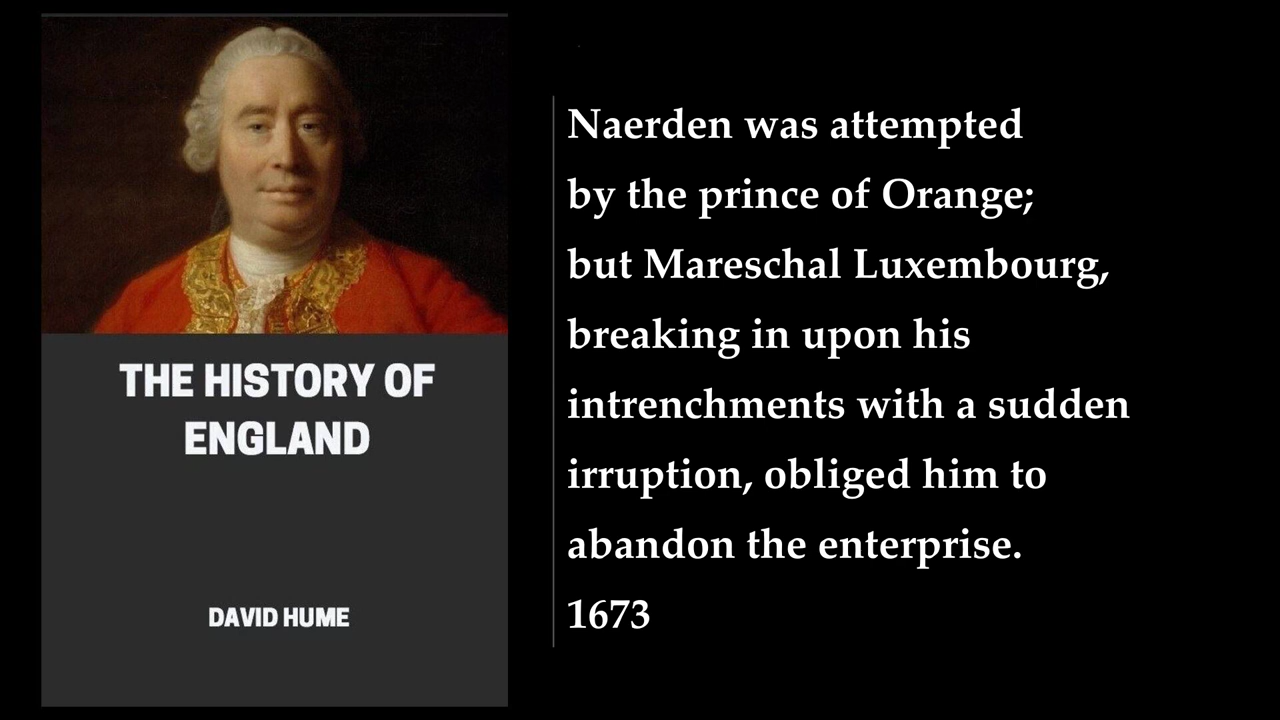 THE HISTORY OF
ENGLAND
DAVID HUME
Naerden was attempted
by the prince of Orange;
but Mareschal Luxembourg,
breaking in upon his
intrenchments with a sudden
irruption, obliged him to
abandon the enterprise.
1673